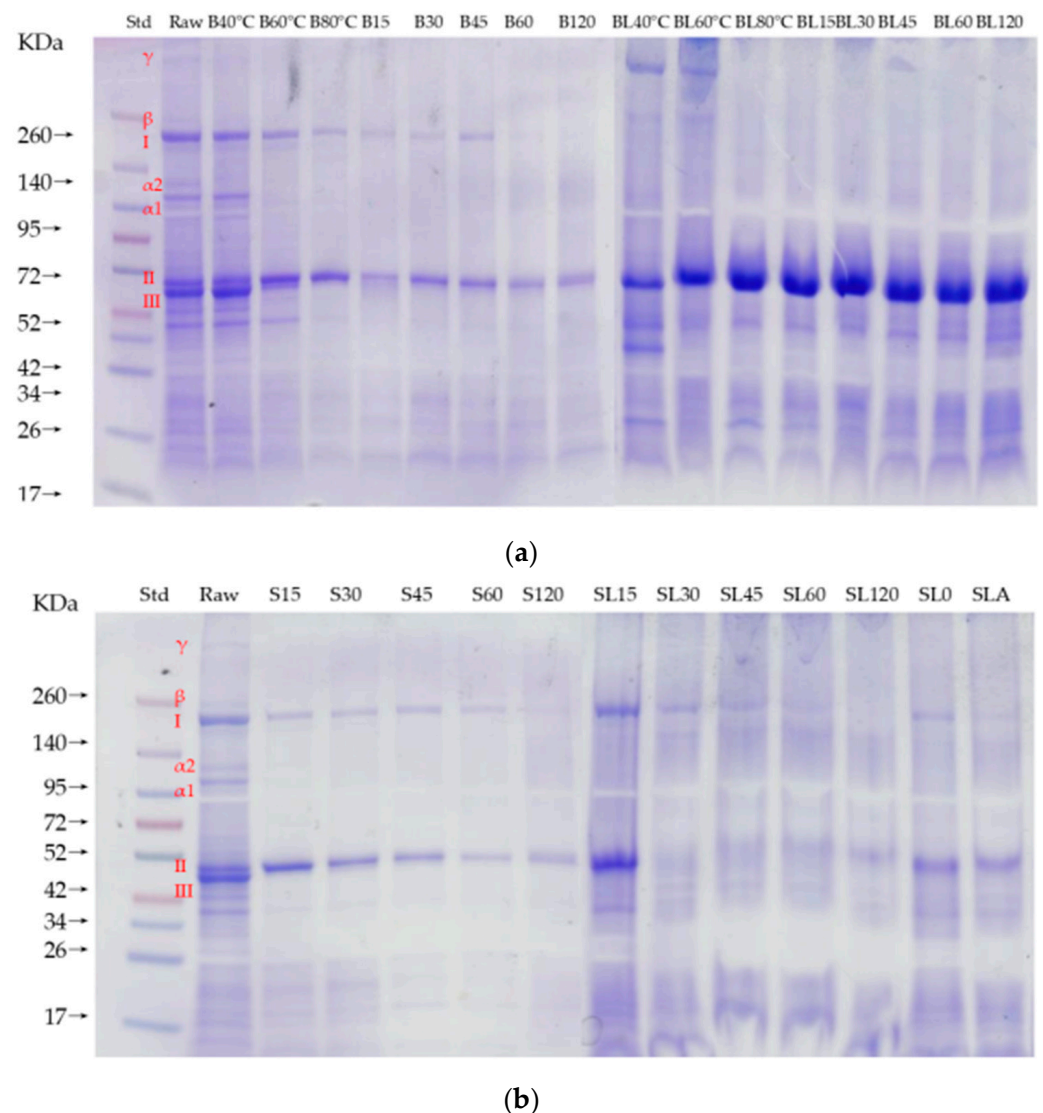 Std Raw B40°C B60°C B80°C B15 B30 B45 B60 B120 BL40°C BL60°C BL80°C BL15 BL30 BL45 BL60 BL120
KDa
γ
β
260→
I
140→
α2
α1
95→
72→
II
III
52→
42→
34→
26→
17→
(a)
Std Raw S15 S30 S45 S60 S120 SL15 SL30 SL45 SL60 SL120 SL0 SLA
KDa
γ
260→
β
I
140→
α2
95→
α1
72→
52→
II
42→
III
34→
26→
17→
(b)